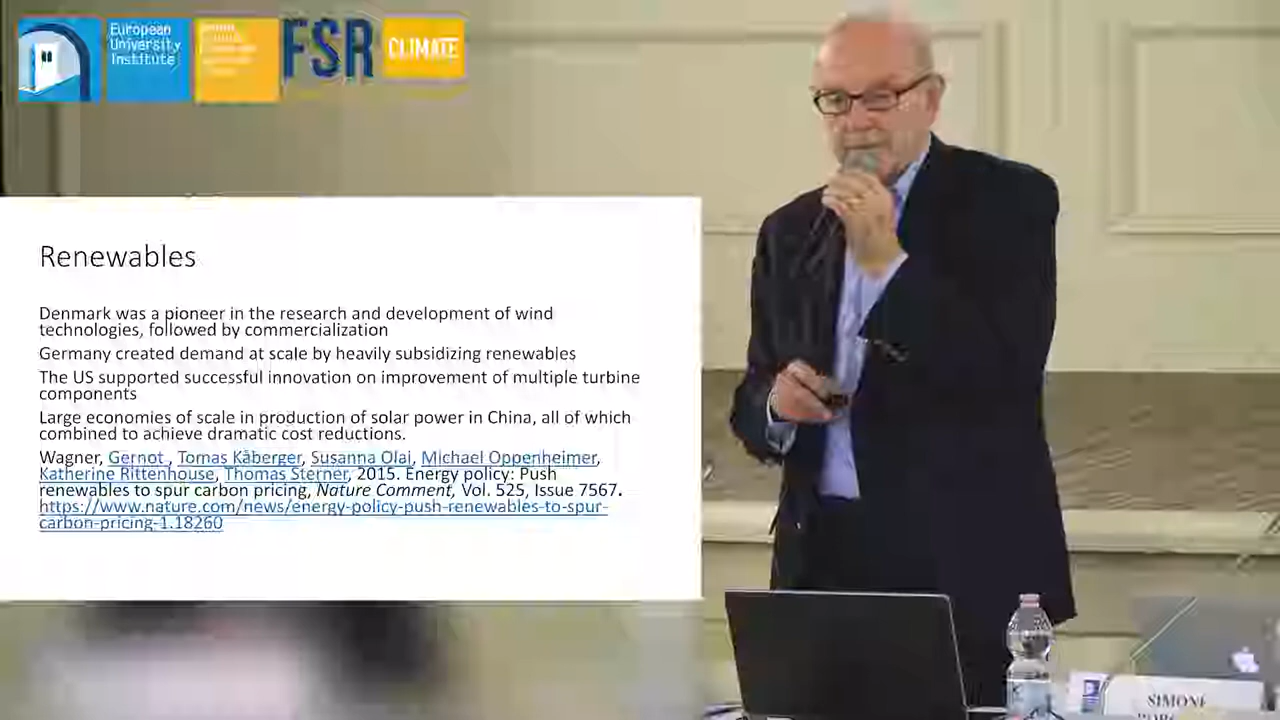 European
University
Institute
FSR
CLIMATE
Renewables
Denmark was a pioneer in the research and development of wind
technologies, followed by commercialization
Germany created demand at scale by heavily subsidizing renewables
The US supported successful innovation on improvement of multiple turbine
components
Large economies of scale in production of solar power in China, all of which
combined to achieve dramatic cost reductions.
Wagner, Gernot , Tomas Kåberger, Susanna Olai, Michael Oppenheimer,
Katherine Rittenhouse, Thomas Sterner, 2015. Energy policy: Push
renewables to spur carbon pricing, Nature Comment, Vol. 525, Issue 7567.
https://www.nature.com/news/energy-policy-push-renewables-to-spur-
carbon-pricing-1.18260
SIMONE